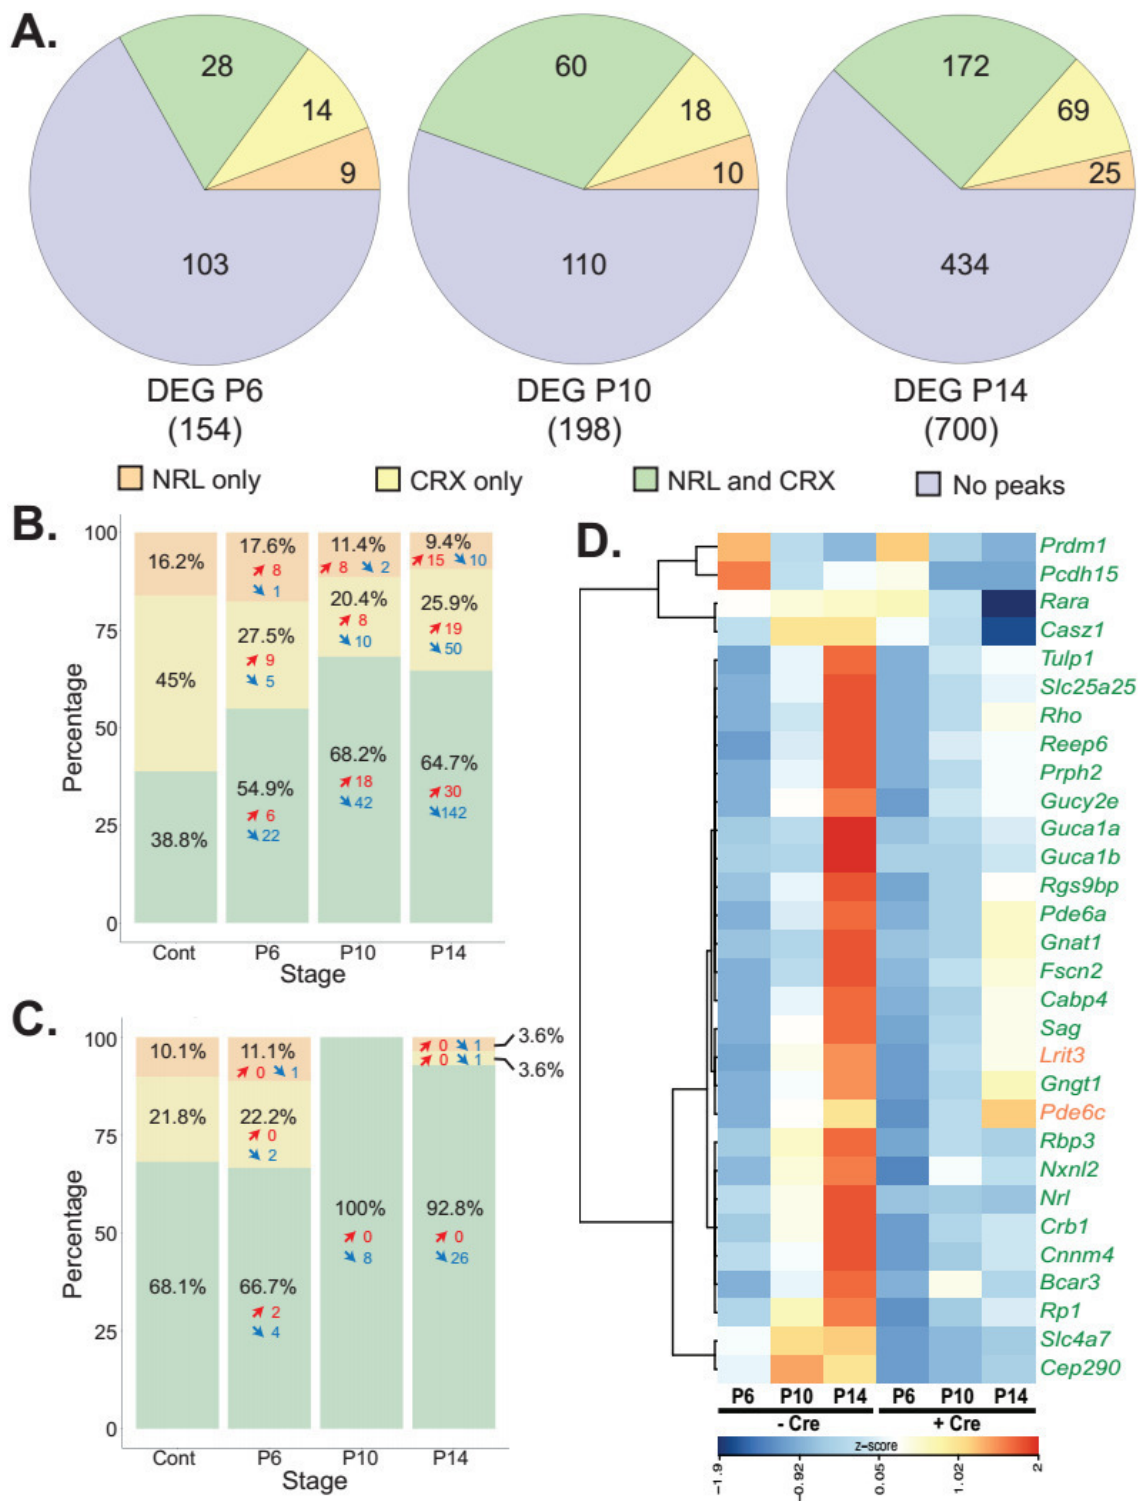 A.
28
14
9
103
60
18
10
110
172
69
25
434
DEG P6
(154)
DEG P10
(198)
DEG P14
(700)
NRL only
CRX only
NRL and CRX
No peaks
B.
Percentage
100
75
50
25
0
16.2%
45%
38.8%
17.6%
8
1
27.5%
9
5
54.9%
6
22
11.4%
8 2
20.4%
8
10
68.2%
18
42
9.4%
15 10
25.9%
19
50
64.7%
30
142
Cont P6 P10 P14
Stage
C.
Percentage
100
75
50
25
0
10.1%
21.8%
68.1%
11.1%
0 1
22.2%
0
2
66.7%
2
4
100%
0
8
0 1
0 1
3.6%
3.6%
92.8%
0
26
Cont P6 P10 P14
Stage
D.
Prdm1
Pcdh15
Rara
Casz1
Tulp1
Slc25a25
Rho
Reep6
Prph2
Gucy2e
Guca1a
Guca1b
Rgs9bp
Pde6a
Gnat1
Fscn2
Cabp4
Sag
Lrit3
Gngt1
Pde6c
Rbp3
Nxnl2
Nrl
Crb1
Cnnm4
Bcar3
Rp1
Slc4a7
Cep290
P6 P10 P14 P6 P10 P14
- Cre + Cre
z-score
-1.9 -0.92 0.05 1.02 2